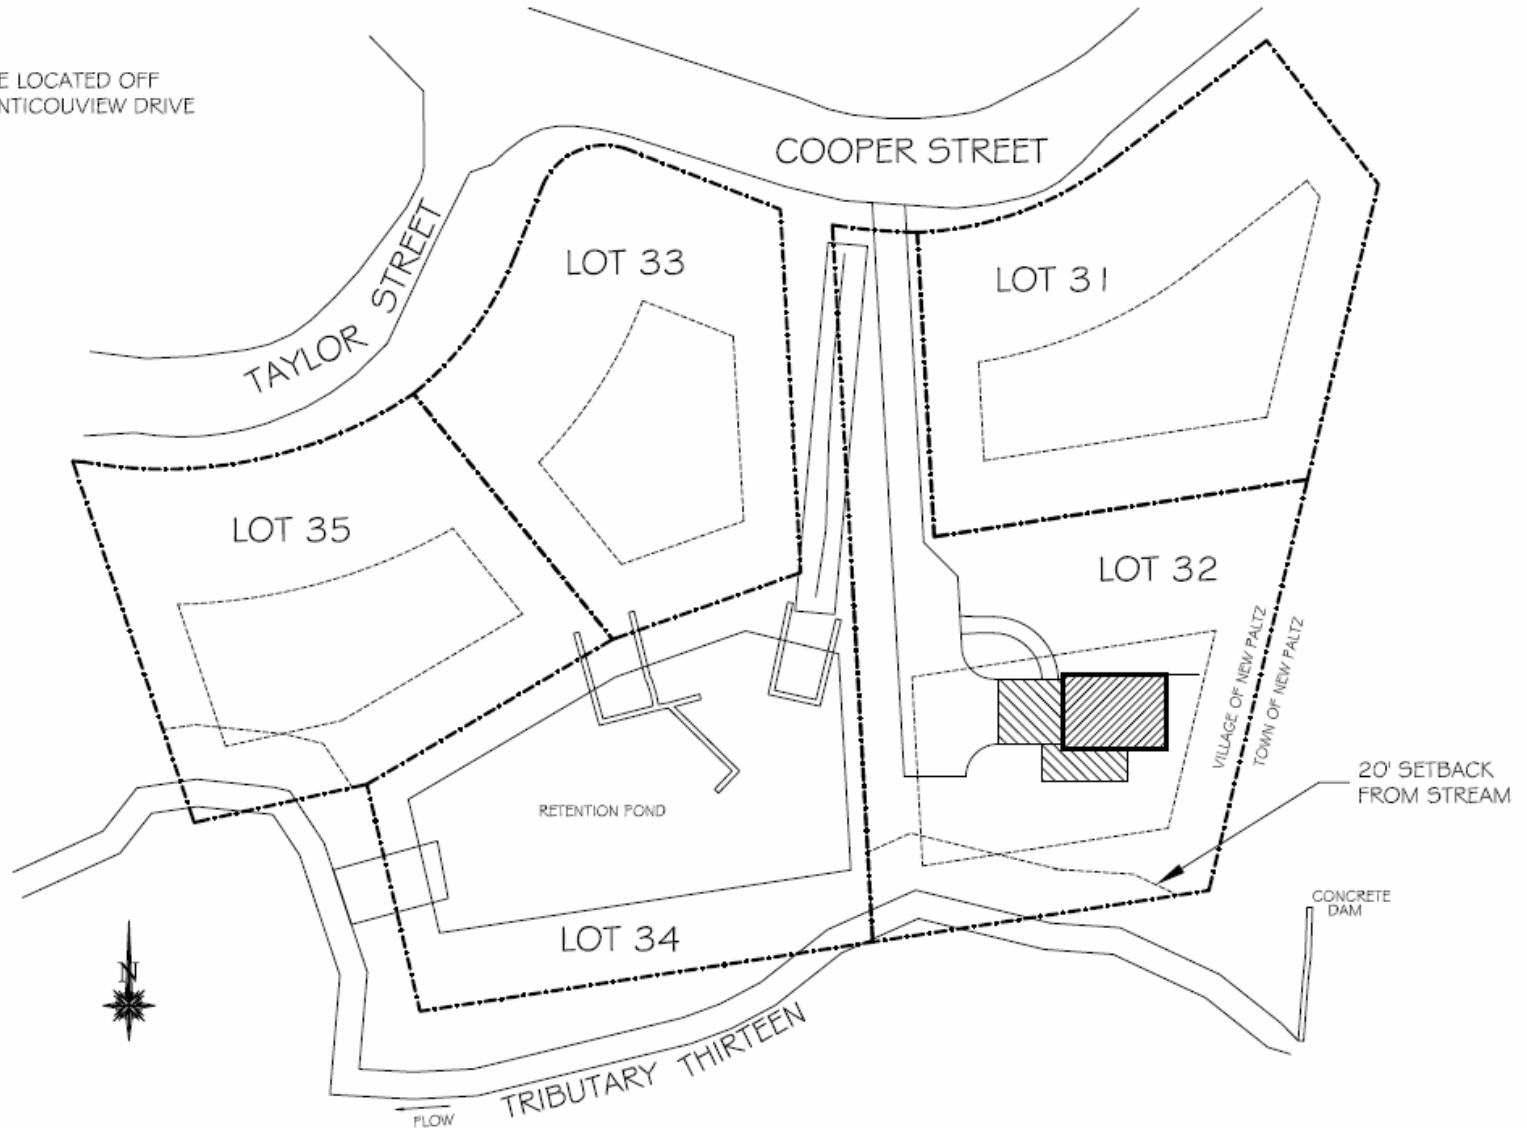 E LOCATED OFF
NTICOUVIEW DRIVE
COOPER STREET
TAYLOR STREET
LOT 33
LOT 31
LOT 35
LOT 32
VILLAGE OF NEW PALTZ
TOWN OF NEW PALTZ
20' SETBACK
FROM STREAM
RETENTION POND
CONCRETE
DAM
LOT 34
N
TRIBUTARY THIRTEEN
FLOW